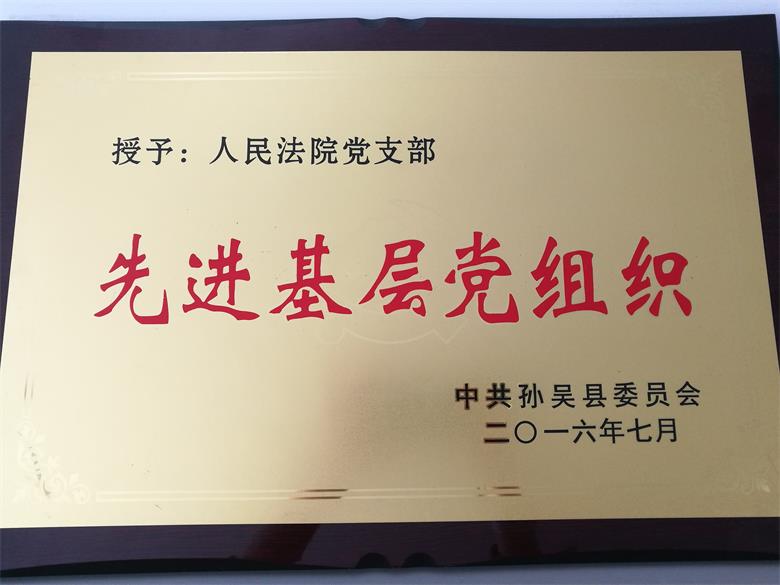 授予：人民法院党支部
先进基层党组织
中共孙吴县委员会
二〇一六年七月